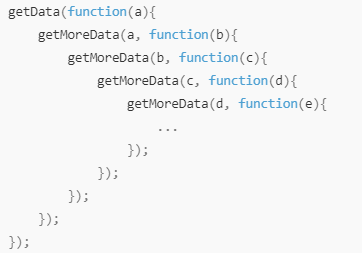 getData(function(a){
    getMoreData(a, function(b){
        getMoreData(b, function(c){
            getMoreData(c, function(d){
                getMoreData(d, function(e){
                    ...
                });
            });
        });
    });
});